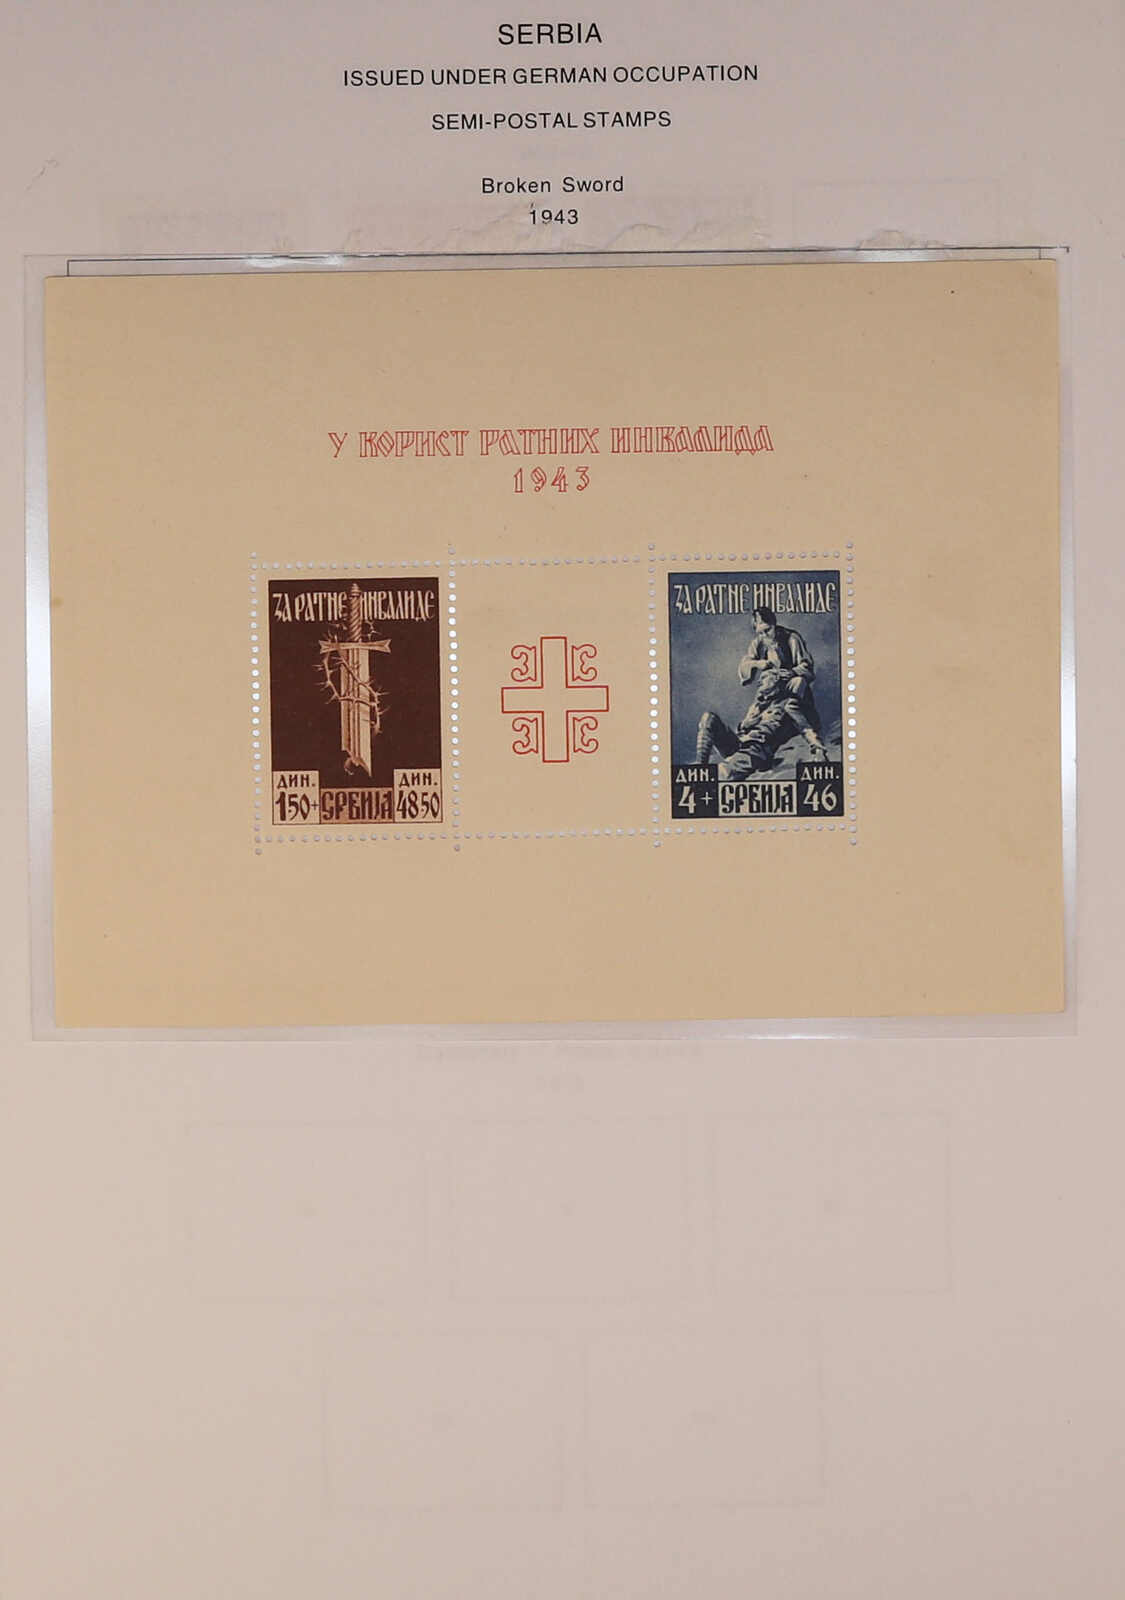 SERBIA
ISSUED UNDER GERMAN OCCUPATION
SEMI-POSTAL STAMPS
Broken Sword
1943
У КОРИСТ РАТНИХ ИНВАЛИДА
1943
ЗА РАТНЕ ИНВАЛИДЕ
ДИН. ДИН.
150+ СРБИЈА 4850
ЗА РАТНЕ ИНВАЛИДЕ
ДИН. ДИН.
4+ СРБИЈА 46